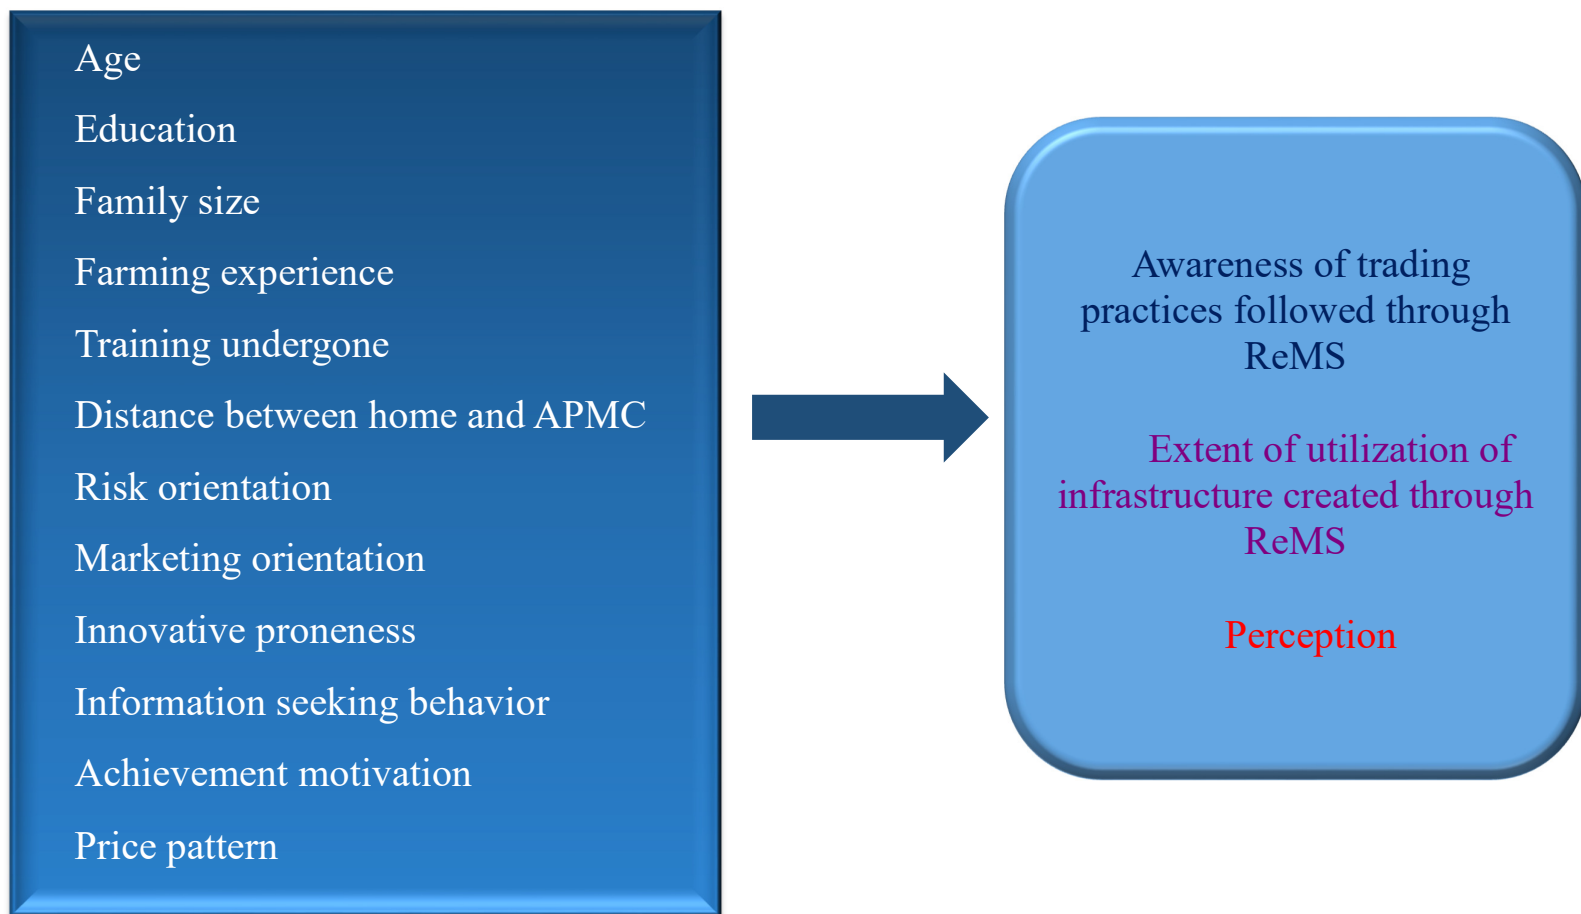 Age
Education
Family size
Farming experience
Training undergone
Distance between home and APMC
Risk orientation
Marketing orientation
Innovative proneness
Information seeking behavior
Achievement motivation
Price pattern
Awareness of trading
practices followed through
ReMS
Extent of utilization of
infrastructure created through
ReMS
Perception